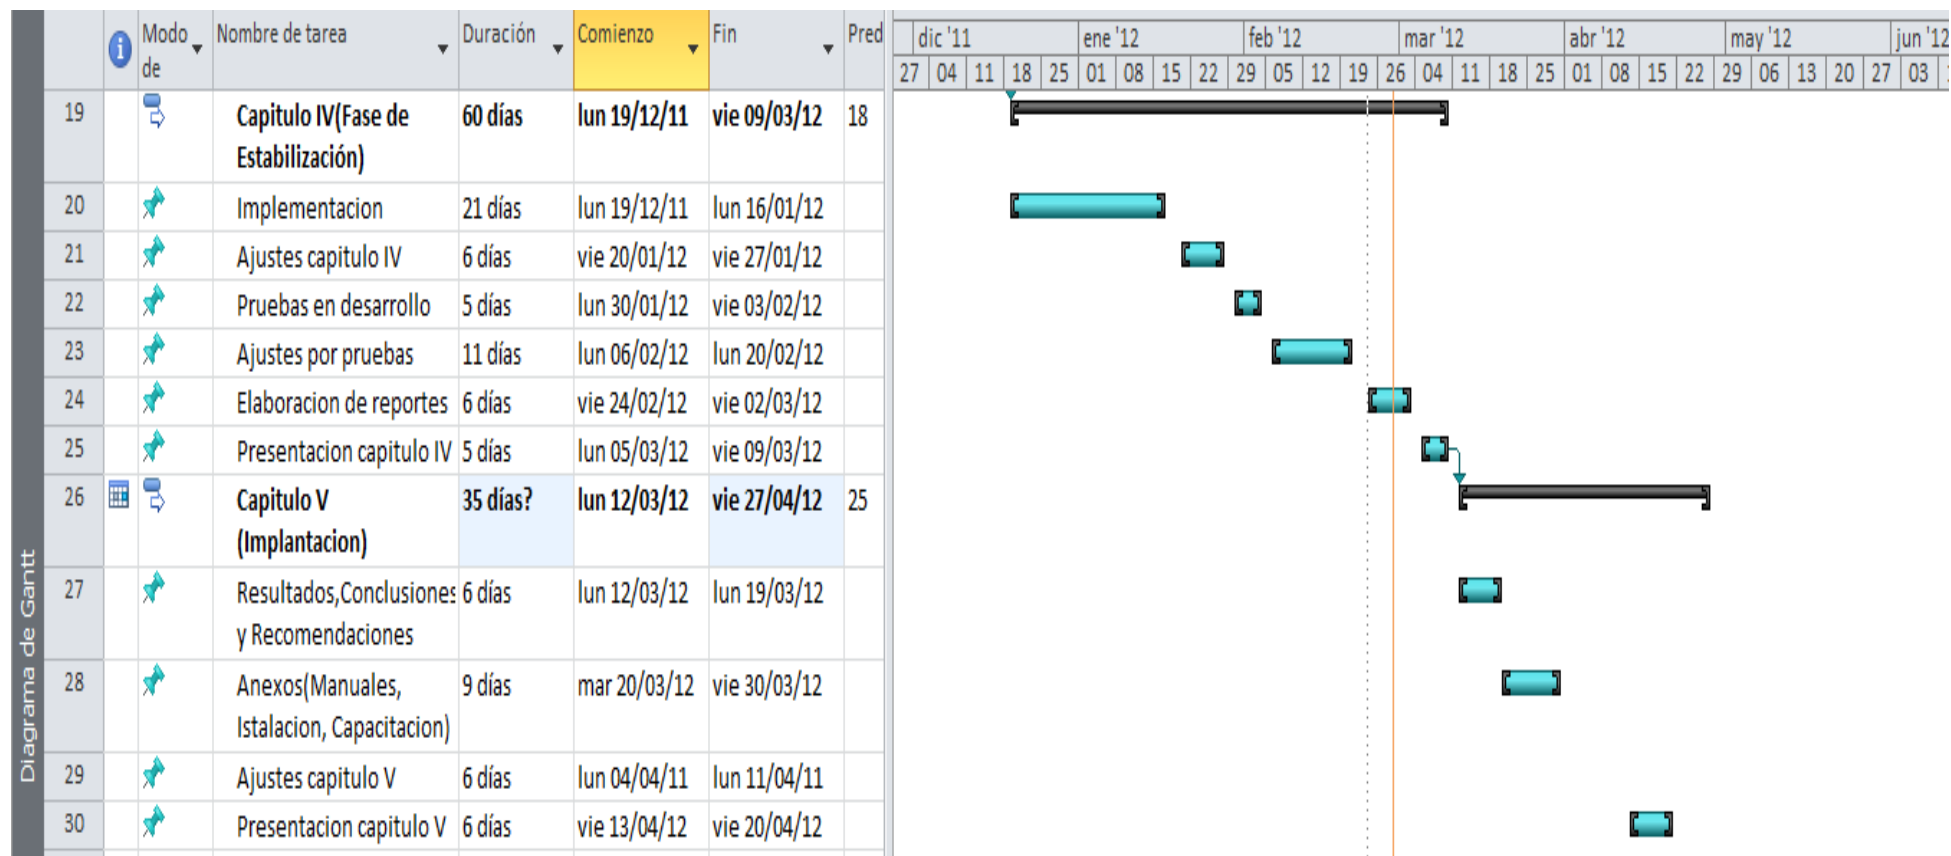 Modo de Nombre de tarea Duración Comienzo Fin Pred
dic '11 ene '12 feb '12 mar '12 abr '12 may '12 jun '12
27 04 11 18 25 01 08 15 22 29 05 12 19 26 04 11 18 25 01 08 15 22 29 06 13 20 27 03
19 Capitulo IV(Fase de 60 días lun 19/12/11 vie 09/03/12 18
Estabilización)
20 Implementacion 21 días lun 19/12/11 lun 16/01/12
21 Ajustes capitulo IV 6 días vie 20/01/12 vie 27/01/12
22 Pruebas en desarrollo 5 días lun 30/01/12 vie 03/02/12
23 Ajustes por pruebas 11 días lun 06/02/12 lun 20/02/12
24 Elaboracion de reportes 6 días vie 24/02/12 vie 02/03/12
25 Presentacion capitulo IV 5 días lun 05/03/12 vie 09/03/12
26 Capitulo V 35 días? lun 12/03/12 vie 27/04/12 25
(Implantacion)
27 Resultados,Conclusiones 6 días lun 12/03/12 lun 19/03/12
y Recomendaciones
28 Anexos(Manuales, 9 días mar 20/03/12 vie 30/03/12
Istalacion, Capacitacion)
29 Ajustes capitulo V 6 días lun 04/04/11 lun 11/04/11
30 Presentacion capitulo V 6 días vie 13/04/12 vie 20/04/12
Diagrama de Gantt